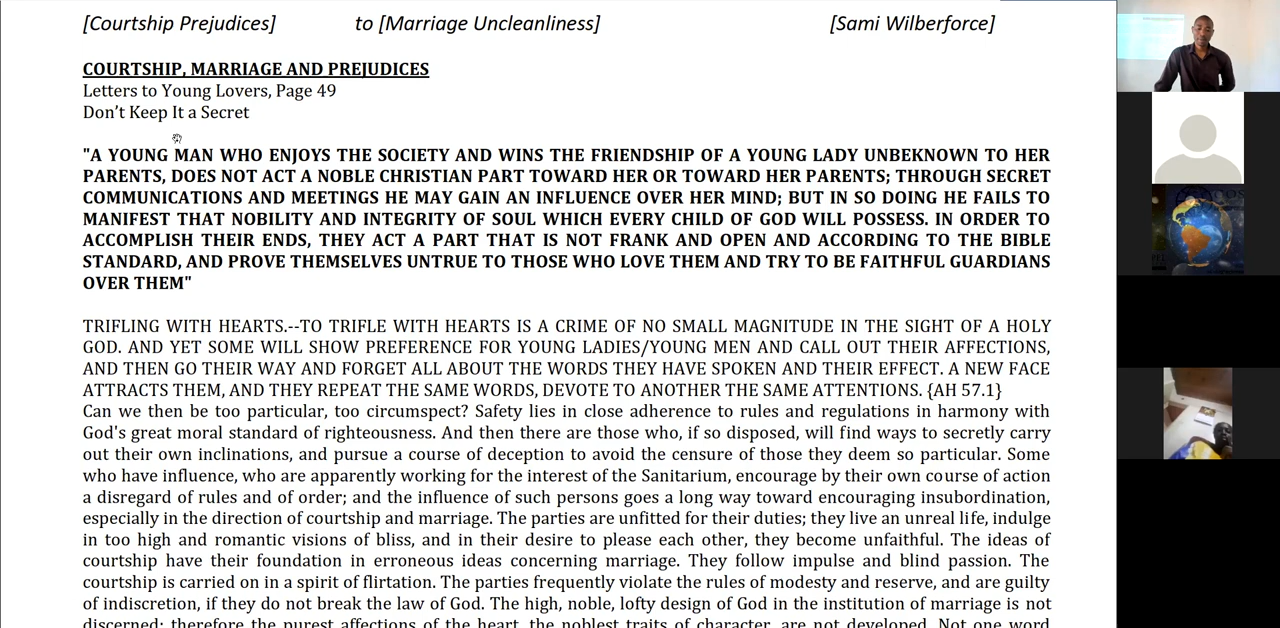 [Courtship Prejudices] to [Marriage Uncleanliness] [Sami Wilberforce]
COURTSHIP, MARRIAGE AND PREJUDICES
Letters to Young Lovers, Page 49
Don’t Keep It a Secret
"A YOUNG MAN WHO ENJOYS THE SOCIETY AND WINS THE FRIENDSHIP OF A YOUNG LADY UNBEKNOWN TO HER
PARENTS, DOES NOT ACT A NOBLE CHRISTIAN PART TOWARD HER OR TOWARD HER PARENTS; THROUGH SECRET
COMMUNICATIONS AND MEETINGS HE MAY GAIN AN INFLUENCE OVER HER MIND; BUT IN SO DOING HE FAILS TO
MANIFEST THAT NOBILITY AND INTEGRITY OF SOUL WHICH EVERY CHILD OF GOD WILL POSSESS. IN ORDER TO
ACCOMPLISH THEIR ENDS, THEY ACT A PART THAT IS NOT FRANK AND OPEN AND ACCORDING TO THE BIBLE
STANDARD, AND PROVE THEMSELVES UNTRUE TO THOSE WHO LOVE THEM AND TRY TO BE FAITHFUL GUARDIANS
OVER THEM"
TRIFLING WITH HEARTS.--TO TRIFLE WITH HEARTS IS A CRIME OF NO SMALL MAGNITUDE IN THE SIGHT OF A HOLY
GOD. AND YET SOME WILL SHOW PREFERENCE FOR YOUNG LADIES/YOUNG MEN AND CALL OUT THEIR AFFECTIONS,
AND THEN GO THEIR WAY AND FORGET ALL ABOUT THE WORDS THEY HAVE SPOKEN AND THEIR EFFECT. A NEW FACE
ATTRACTS THEM, AND THEY REPEAT THE SAME WORDS, DEVOTE TO ANOTHER THE SAME ATTENTIONS. {AH 57.1}
Can we then be too particular, too circumspect? Safety lies in close adherence to rules and regulations in harmony with
God's great moral standard of righteousness. And then there are those who, if so disposed, will find ways to secretly carry
out their own inclinations, and pursue a course of deception to avoid the censure of those they deem so particular. Some
who have influence, who are apparently working for the interest of the Sanitarium, encourage by their own course of action
a disregard of rules and of order; and the influence of such persons goes a long way toward encouraging insubordination,
especially in the direction of courtship and marriage. The parties are unfitted for their duties; they live an unreal life, indulge
in too high and romantic visions of bliss, and in their desire to please each other, they become unfaithful. The ideas of
courtship have their foundation in erroneous ideas concerning marriage. They follow impulse and blind passion. The
courtship is carried on in a spirit of flirtation. The parties frequently violate the rules of modesty and reserve, and are guilty
of indiscretion, if they do not break the law of God. The high, noble, lofty design of God in the institution of marriage is not
discerned; therefore the purest affections of the heart, the noblest traits of character, are not developed. Not one word